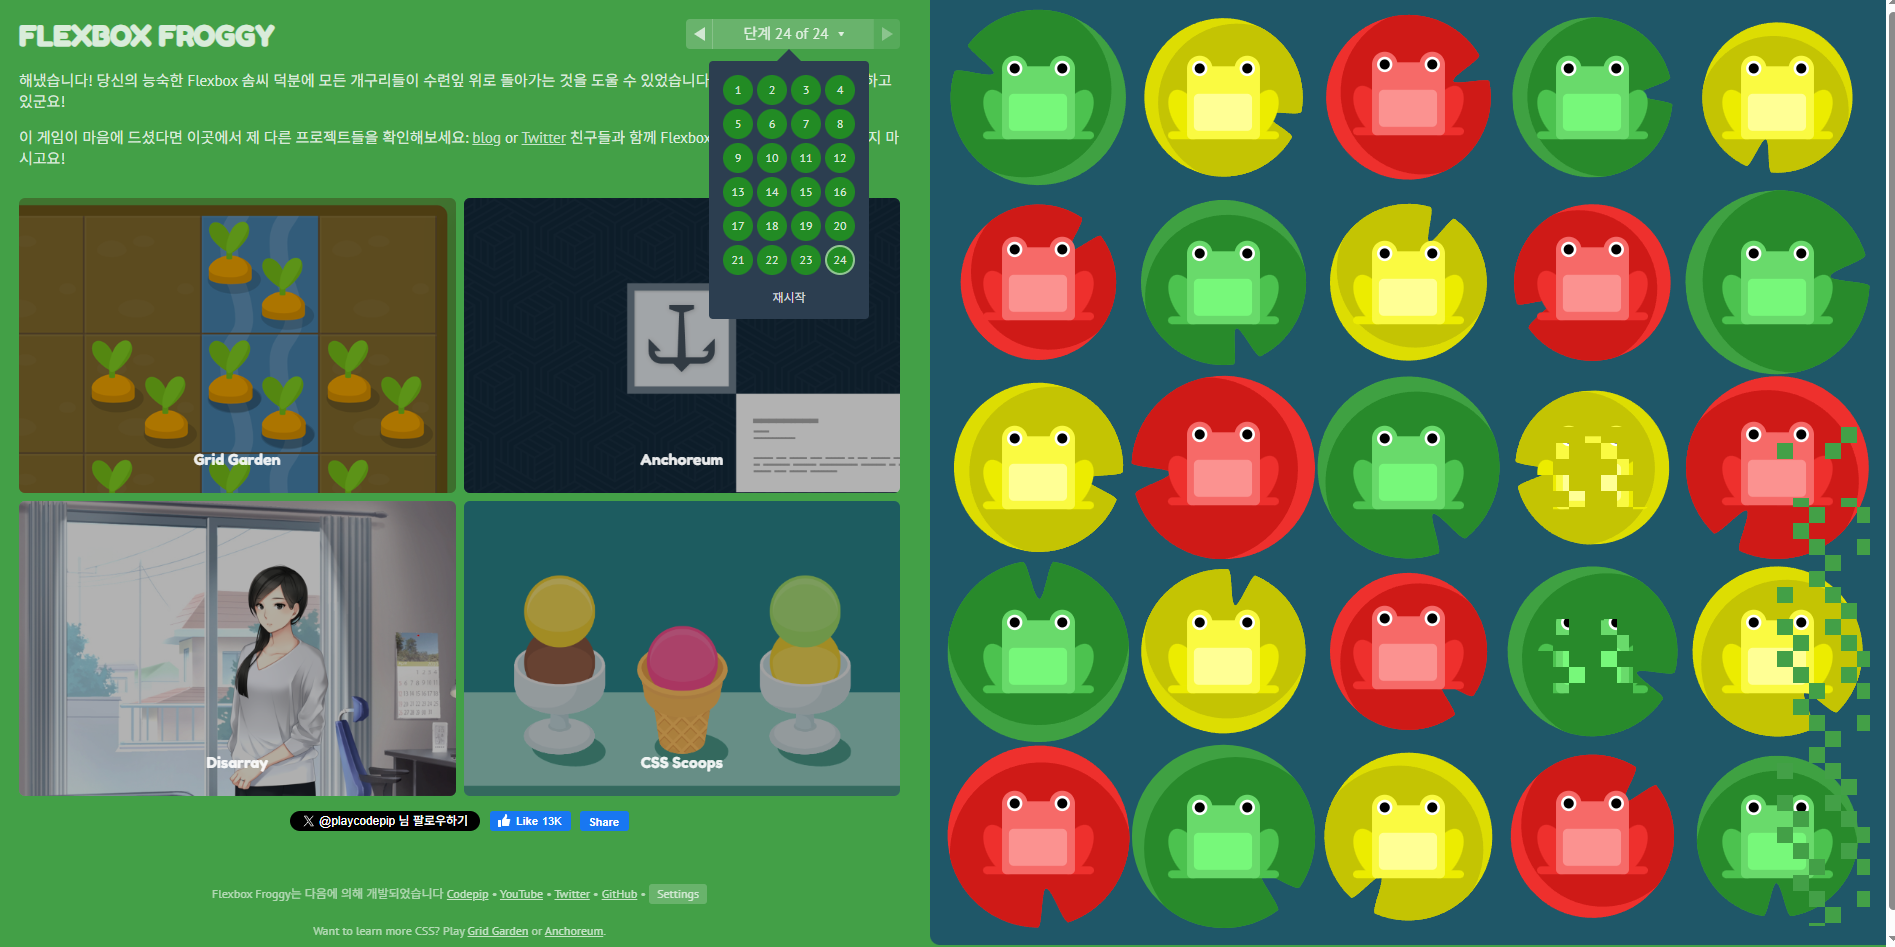 FLEXBOX FROGGY
단계 24 of 24
해냈습니다! 당신의 능숙한 Flexbox 솜씨 덕분에 모든 개구리들이 수련잎 위로 돌아가는 것을 도울 수 있었습니다
하고
있군요!
이 게임이 마음에 드셨다면 이곳에서 제 다른 프로젝트들을 확인해보세요: blog or Twitter 친구들과 함께 Flexbox
지 마
시고요!
1 2 3 4
5 6 7 8
9 10 11 12
13 14 15 16
17 18 19 20
21 22 23 24
재시작
Grid Garden
Anchoreum
Disarray
CSS Scoops
@playcodepip 님 팔로우하기
Like 13K
Share
Flexbox Froggy는 다음에 의해 개발되었습니다 Codepip • YouTube • Twitter • GitHub • Settings
Want to learn more CSS? Play Grid Garden or Anchoreum.